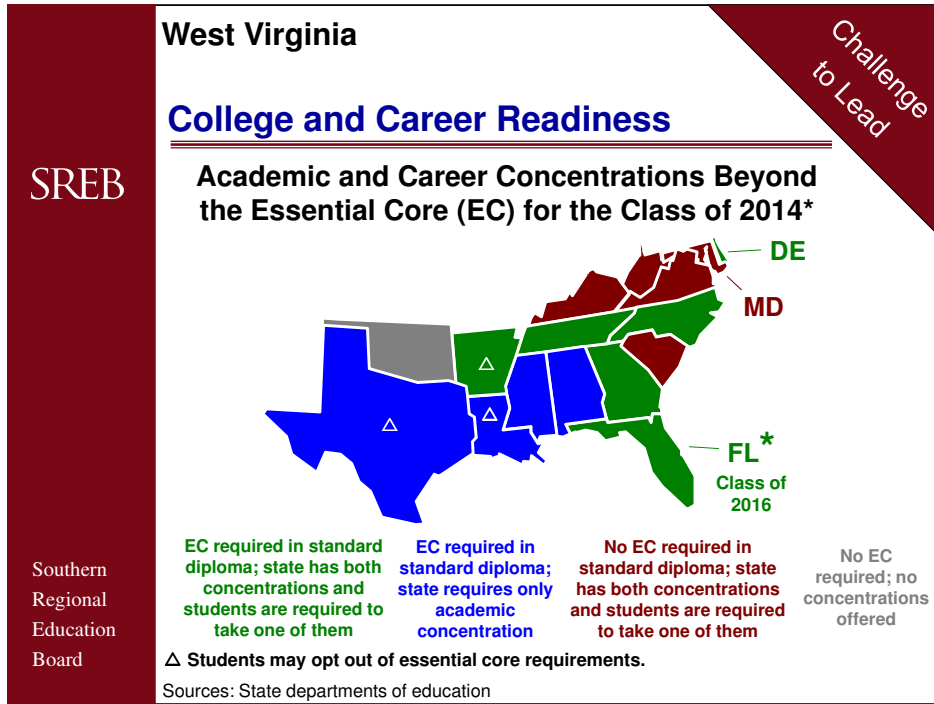 West Virginia
Challenge
to Lead
College and Career Readiness
SREB
Academic and Career Concentrations Beyond
the Essential Core (EC) for the Class of 2014*
DE
MD
FL*
Class of
2016
EC required in standard
diploma; state has both
concentrations and
students are required to
take one of them
EC required in
standard diploma;
state requires only
academic
concentration
No EC required in
standard diploma; state
has both concentrations
and students are required
to take one of them
No EC
required; no
concentrations
offered
Southern
Regional
Education
Board
△ Students may opt out of essential core requirements.
Sources: State departments of education